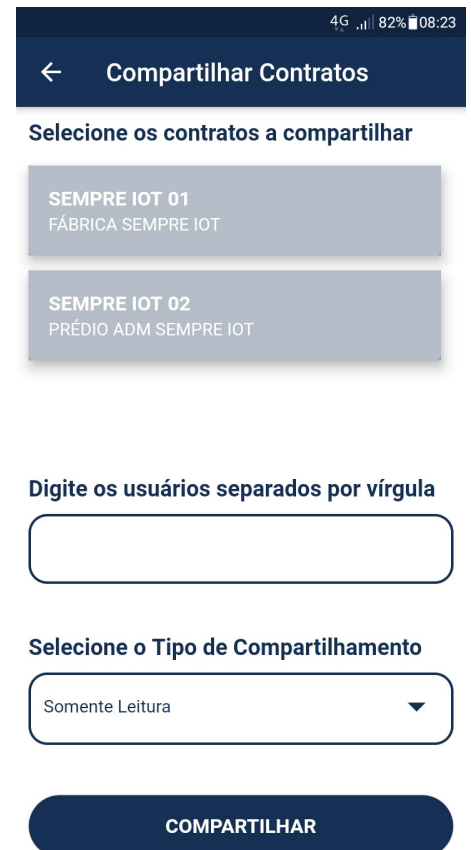 4G 82% 08:23
Compartilhar Contratos
Selecione os contratos a compartilhar
SEMPRE IOT 01
FÁBRICA SEMPRE IOT
SEMPRE IOT 02
PRÉDIO ADM SEMPRE IOT
Digite os usuários separados por vírgula
Selecione o Tipo de Compartilhamento
Somente Leitura
COMPARTILHAR